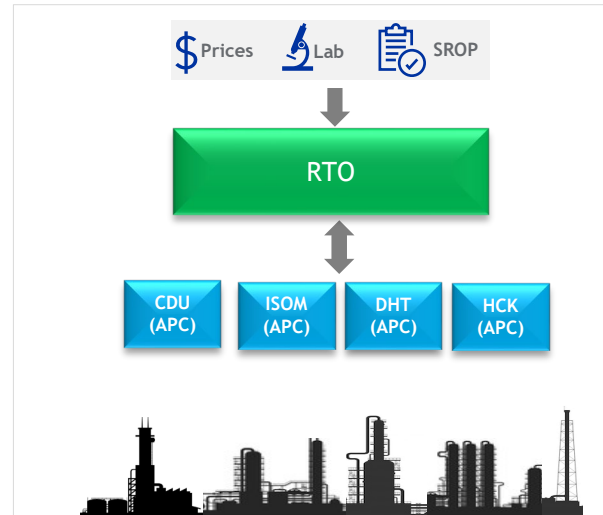 $ Prices
Lab
SROP
RTO
CDU
(APC)
ISOM
(APC)
DHT
(APC)
HCK
(APC)